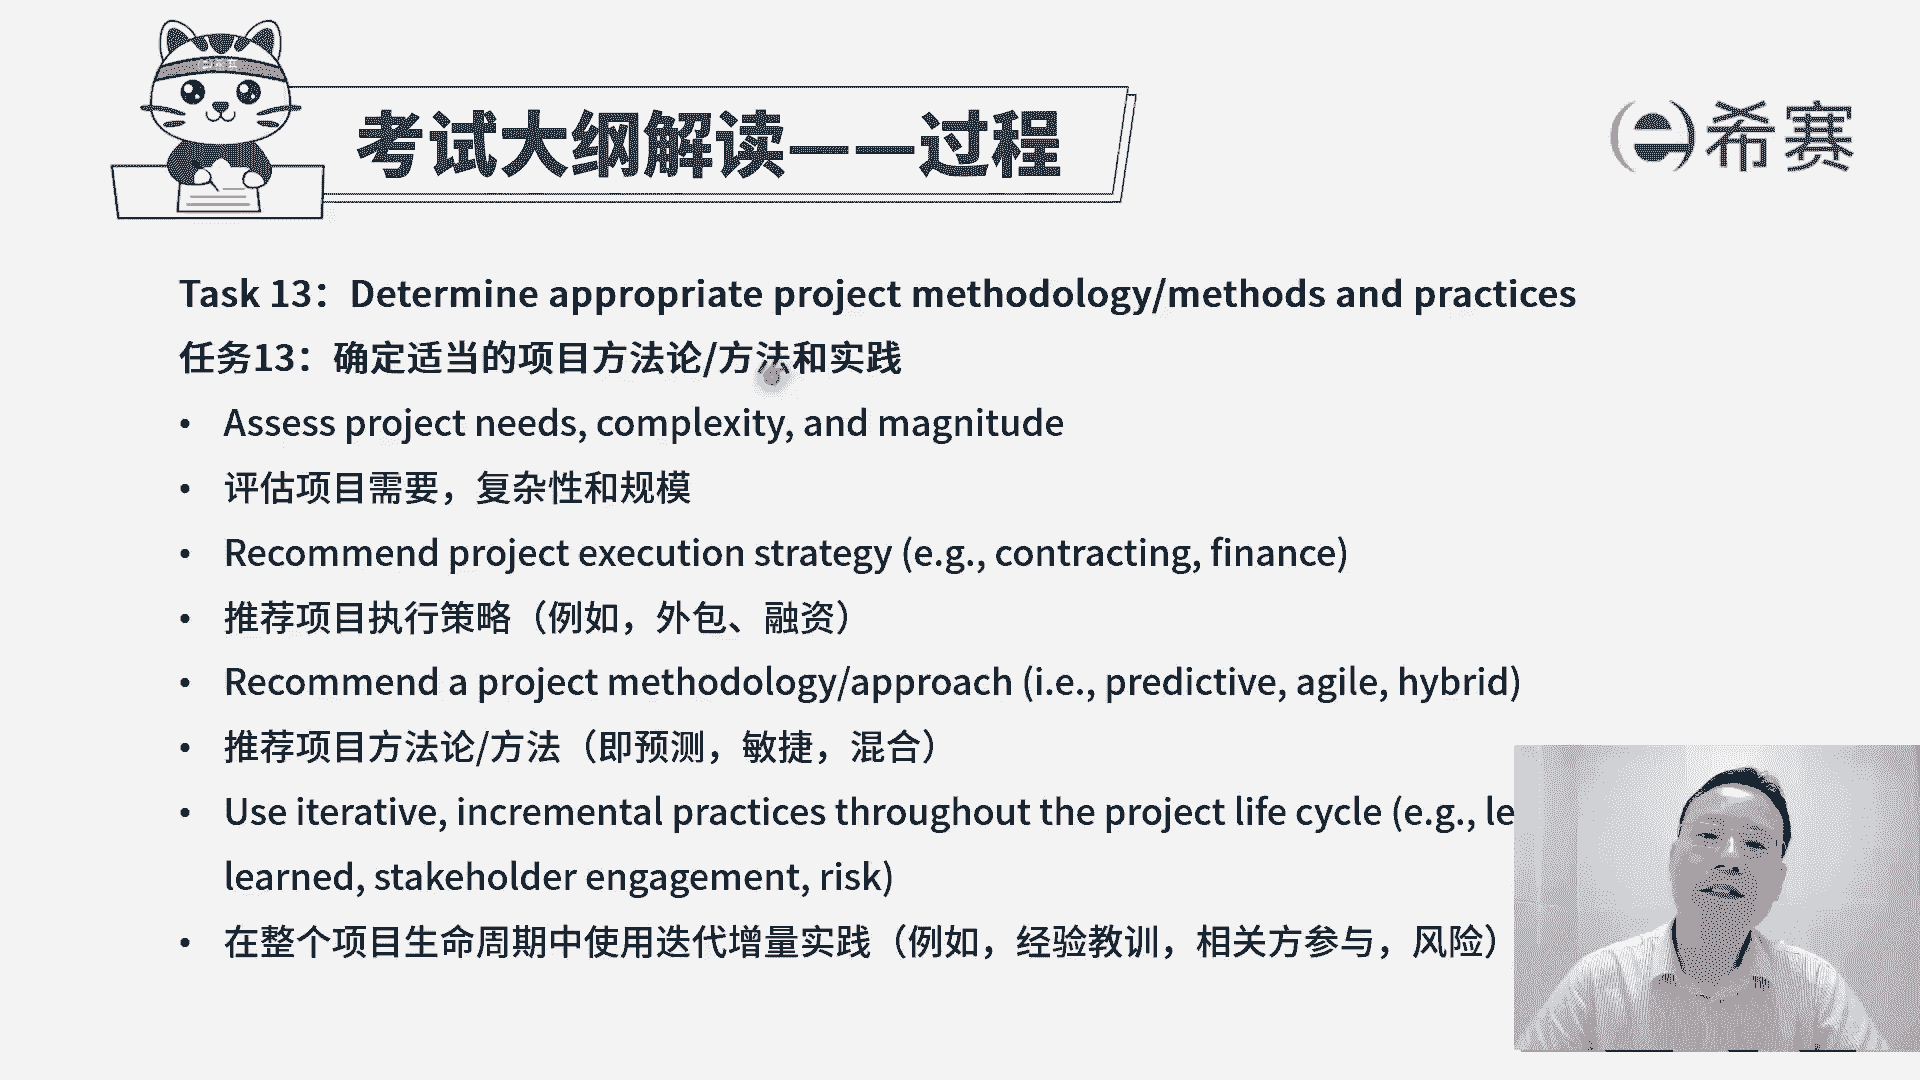 考试大纲解读——过程
希赛
Task 13：Determine appropriate project methodology/methods and practices
任务13：确定适当的项目方法论/方法和实践
• Assess project needs, complexity, and magnitude
• 评估项目需要，复杂性和规模
• Recommend project execution strategy (e.g., contracting, finance)
• 推荐项目执行策略（例如，外包、融资）
• Recommend a project methodology/approach (i.e., predictive, agile, hybrid)
• 推荐项目方法论/方法（即预测，敏捷，混合）
• Use iterative, incremental practices throughout the project life cycle (e.g., le
learned, stakeholder engagement, risk)
• 在整个项目生命周期中使用迭代增量实践（例如，经验教训，相关方参与，风险）